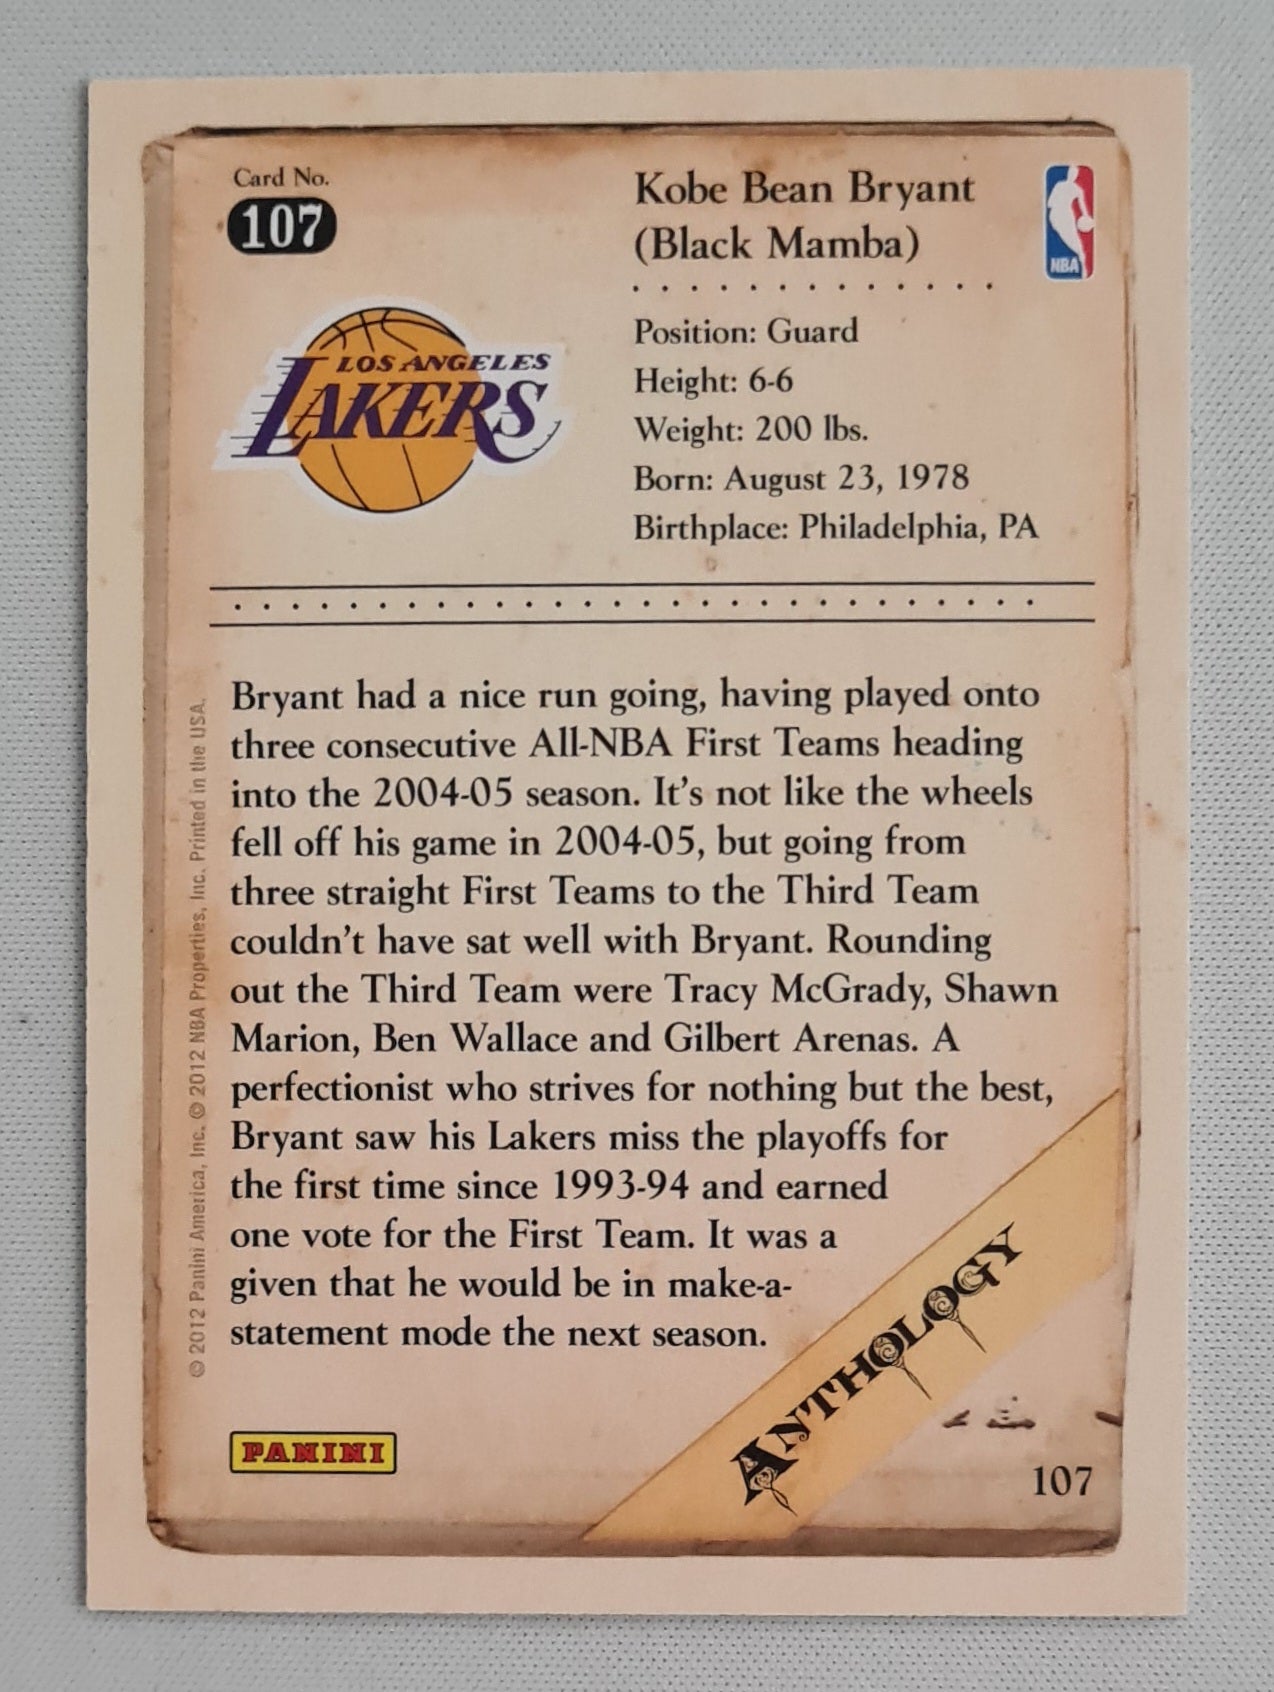 Card No.
107
Kobe Bean Bryant
(Black Mamba)
NBA
LOS ANGELES
LAKERS
Position: Guard
Height: 6-6
Weight: 200 lbs.
Born: August 23, 1978
Birthplace: Philadelphia, PA
Bryant had a nice run going, having played onto
three consecutive All-NBA First Teams heading
into the 2004-05 season. It's not like the wheels
fell off his game in 2004-05, but going from
three straight First Teams to the Third Team
couldn't have sat well with Bryant. Rounding
out the Third Team were Tracy McGrady, Shawn
Marion, Ben Wallace and Gilbert Arenas. A
perfectionist who strives for nothing but the best,
Bryant saw his Lakers miss the playoffs for
the first time since 1993-94 and earned
one vote for the First Team. It was a
given that he would be in make-a-
statement mode the next season.
© 2012 Panini America, Inc. © 2012 NBA Properties, Inc. Printed in the USA.
PANINI
ANTHOLOGY
107